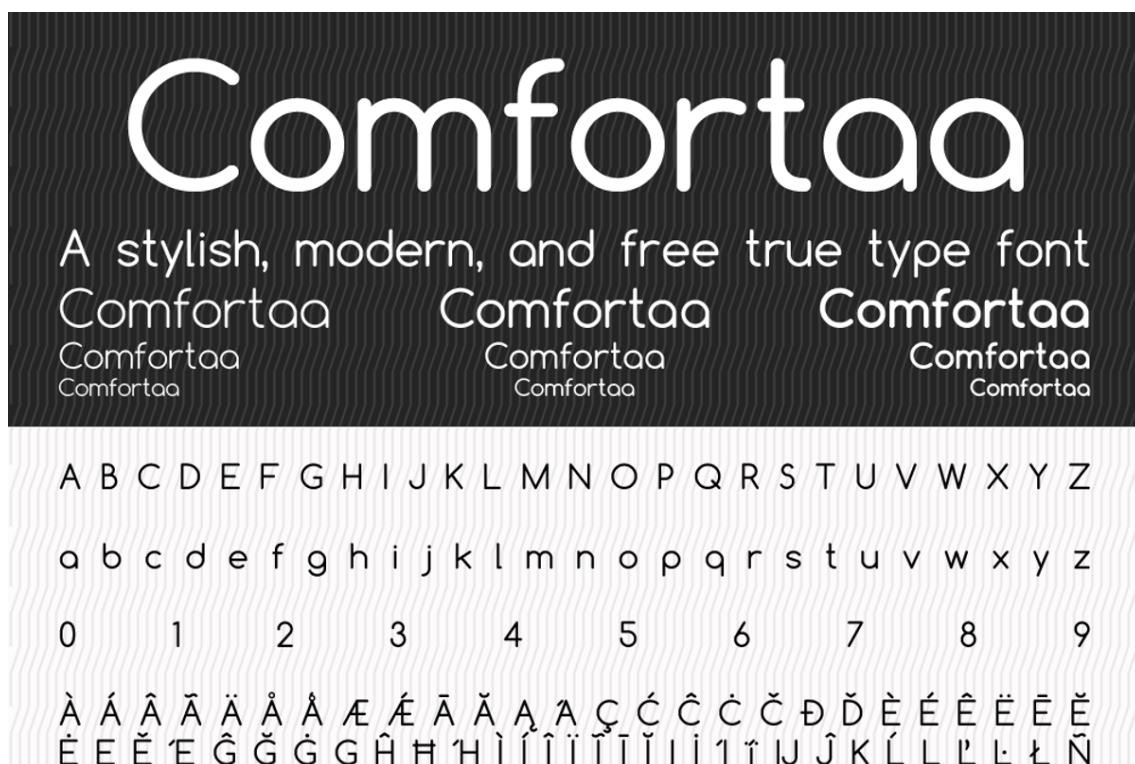 Comfortaa
A stylish, modern, and free true type font
Comfortaa Comfortaa Comfortaa
Comfortaa Comfortaa Comfortaa
Comfortaa Comfortaa Comfortaa
A B C D E F G H I J K L M N O P Q R S T U V W X Y Z
a b c d e f g h i j k l m n o p q r s t u v w x y z
0 1 2 3 4 5 6 7 8 9
À Á Â Ã Ä Å Å Æ Ǽ Ā Ă Ą Ά Ç Ć Ĉ Ċ Č Đ Ď È É Ê Ë Ē Ĕ